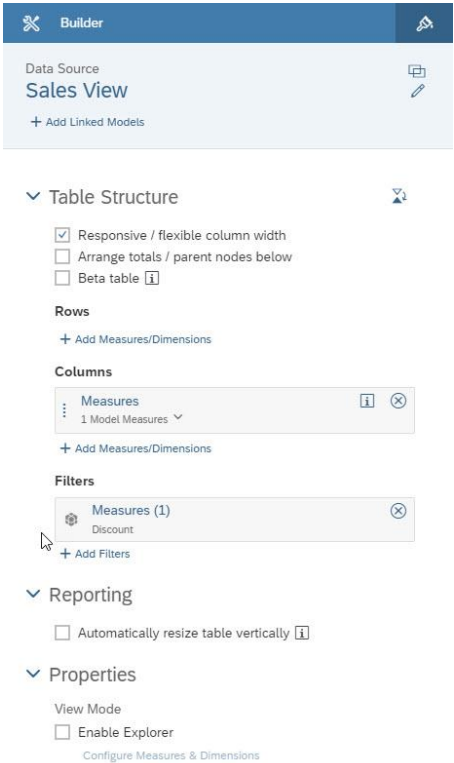 Builder
Data Source
Sales View
+ Add Linked Models
Table Structure
Responsive / flexible column width
Arrange totals / parent nodes below
Beta table i
Rows
+ Add Measures/Dimensions
Columns
Measures i
1 Model Measures
+ Add Measures/Dimensions
Filters
Measures (1)
Discount
+ Add Filters
Reporting
Automatically resize table vertically i
Properties
View Mode
Enable Explorer
Configure Measures & Dimensions